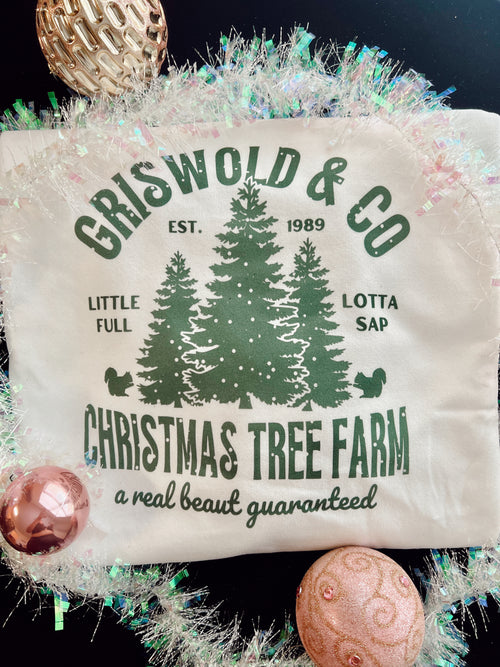 GRISWOLD & CO
EST. 1989
LITTLE FULL
LOTTA SAP
CHRISTMAS TREE FARM
a real beaut guaranteed